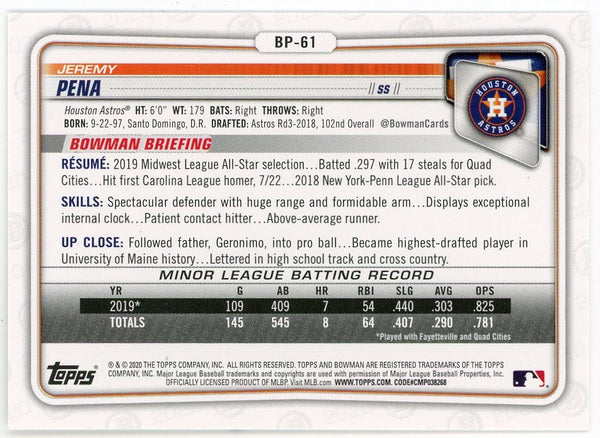 BP-61
JEREMY
PENA // SS //
Houston Astros® HT: 6'0" WT: 179 BATS: Right THROWS: Right
BORN: 9-22-97, Santo Domingo, D.R. DRAFTED: Astros Rd3-2018, 102nd Overall @BowmanCards
HOUSTON
ASTROS
BOWMAN BRIEFING
RÉSUMÉ: 2019 Midwest League All-Star selection...Batted .297 with 17 steals for Quad
Cities...Hit first Carolina League homer, 7/22...2018 New York-Penn League All-Star pick.
SKILLS: Spectacular defender with huge range and formidable arm...Displays exceptional
internal clock...Patient contact hitter...Above-average runner.
UP CLOSE: Followed father, Geronimo, into pro ball...Became highest-drafted player in
University of Maine history...Lettered in high school track and cross country.
MINOR LEAGUE BATTING RECORD
YR G AB HR RBI SLG AVG OPS
2019* 109 409 7 54 .440 .303 .825
TOTALS 145 545 8 64 .407 .290 .781
*Played with Fayetteville and Quad Cities
TOPPS
® & © 2020 THE TOPPS COMPANY, INC. ALL RIGHTS RESERVED. TOPPS AND BOWMAN ARE REGISTERED TRADEMARKS OF THE TOPPS
COMPANY, INC. Major League Baseball trademarks and copyrights are used with permission of Major League Baseball Properties, Inc.
OFFICIALLY LICENSED PRODUCT OF MLBP. Visit MLB.com WWW.TOPPS.COM. CODE#CMP038268